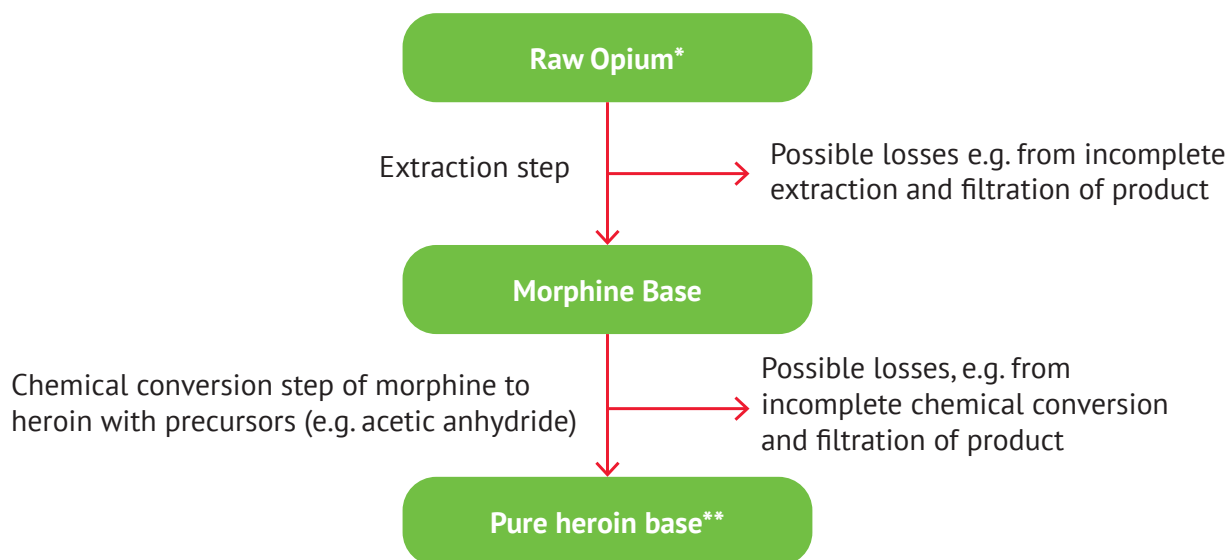 Raw Opium*
Extraction step
Possible losses e.g. from incomplete
extraction and filtration of product
Morphine Base
Chemical conversion step of morphine to
heroin with precursors (e.g. acetic anhydride)
Possible losses, e.g. from
incomplete chemical conversion
and filtration of product
Pure heroin base**